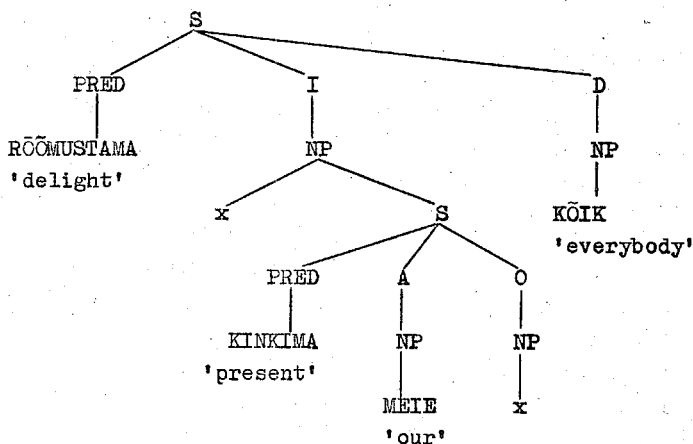 S
PRED I D
RÕÕMUSTAMA NP NP
'delight'
x S KÕIK
'everybody'
PRED A O
KINKIMA NP NP
'present'
MEIE x
'our'